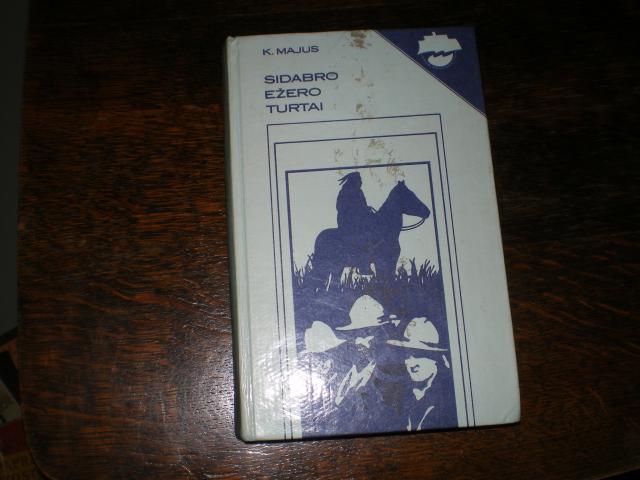 K. MAJUS
SIDABRO
EŽERO
TURTAI